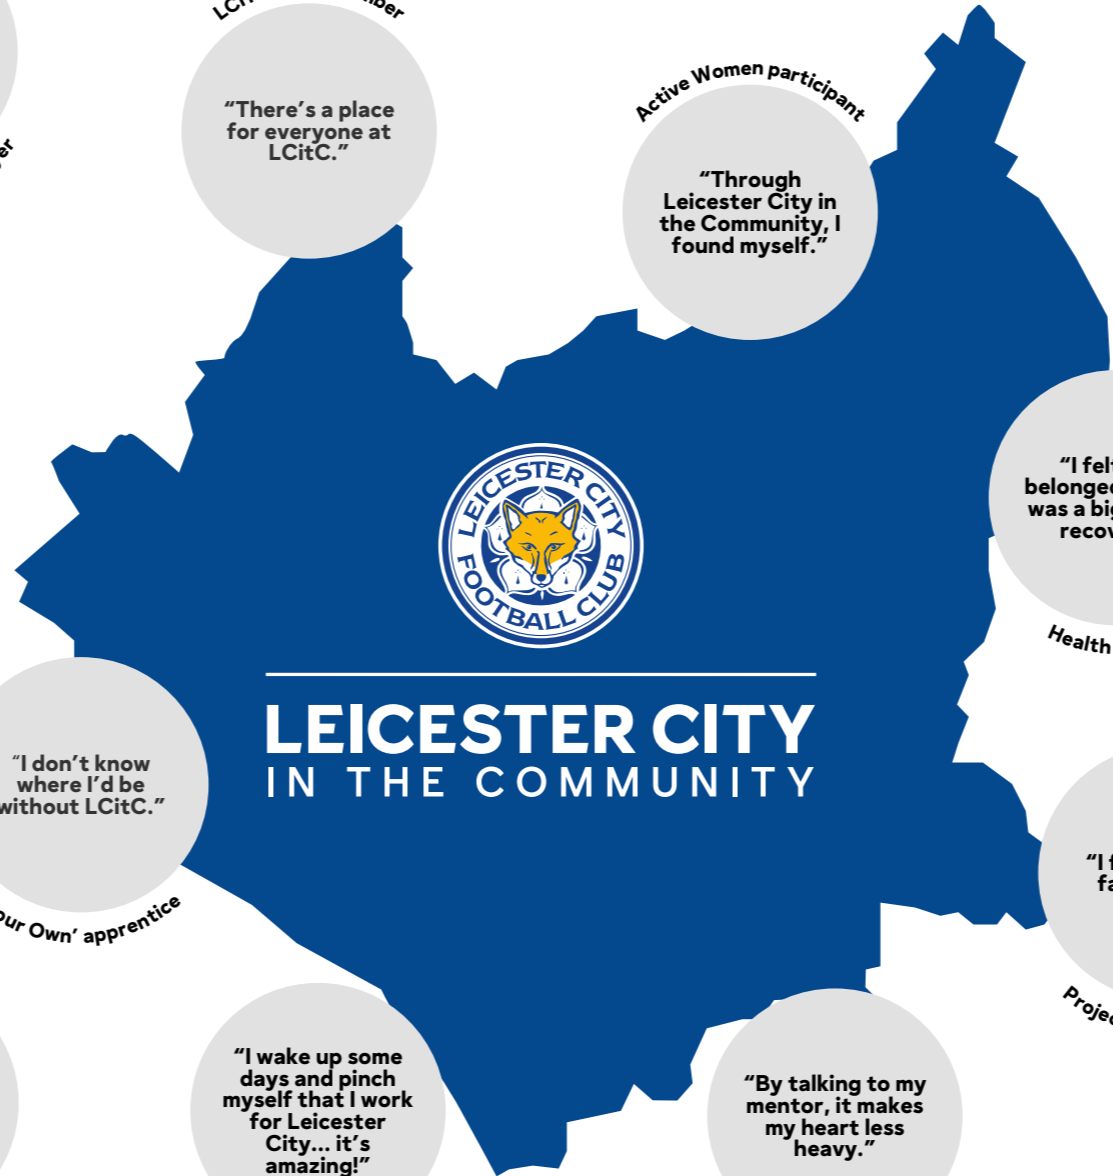 “There’s a place
for everyone at
LCitC.”
Active Women participant
“Through
Leicester City in
the Community, I
found myself.”
LEICESTER CITY
FOOTBALL CLUB
“I
belonged
was a
Health
LEICESTER CITY
IN THE COMMUNITY
“I don’t know
where I’d be
without LCitC.”
Own’ apprentice
“I
“I wake up some
days and pinch
myself that I work
for Leicester
City... it’s
amazing!”
“By talking to my
mentor, it makes
my heart less
heavy.”